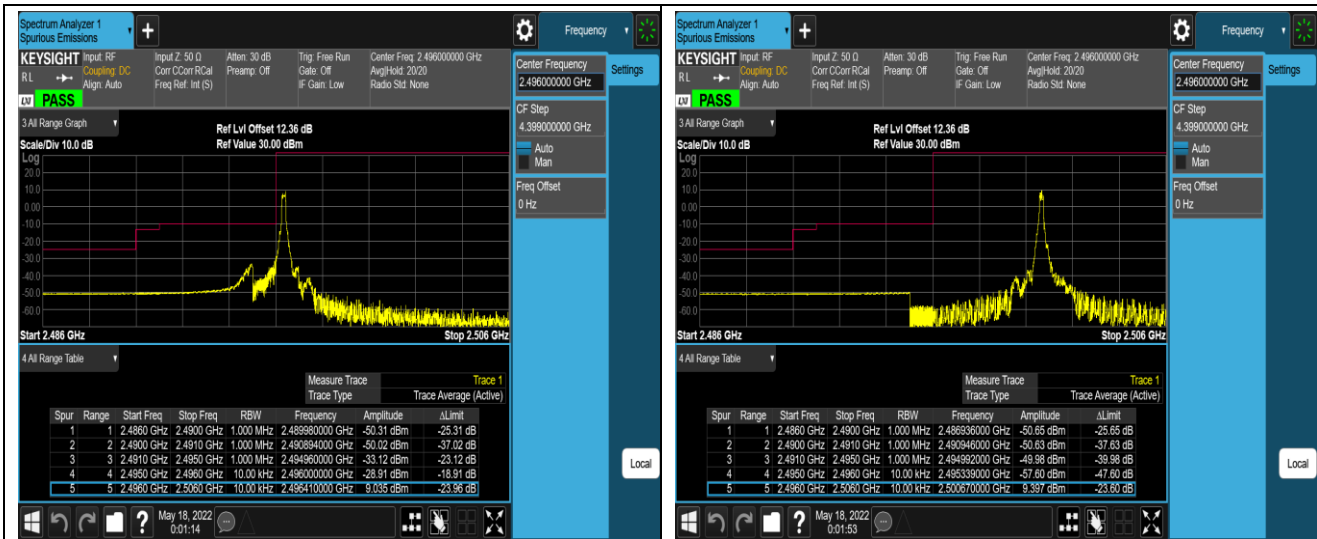 Spectrum Analyzer 1
Spurious Emissions
+
Frequency
KEYSIGHT Input: RF
RL
Coupling: DC
Align: Auto
Input Z: 50 Ω
Corr CCorr RCal
Freq Ref: Int (S)
Atten: 30 dB
Preamp: Off
Trig: Free Run
Gate: Off
IF Gain: Low
Center Freq: 2.496000000 GHz
Avg|Hold: 20/20
Radio Std: None
LXI PASS
Center Frequency
2.496000000 GHz
Settings
CF Step
4.399000000 GHz
Auto
Man
Freq Offset
0 Hz
3 All Range Graph
Ref Lvl Offset 12.36 dB
Scale/Div 10.0 dB Ref Value 30.00 dBm
Log
20.0
10.0
0.00
-10.0
-20.0
-30.0
-40.0
-50.0
-60.0
Start 2.486 GHz Stop 2.506 GHz
4 All Range Table
Measure Trace Trace 1
Trace Type Trace Average (Active)
Spur Range Start Freq Stop Freq RBW Frequency Amplitude ΔLimit
1 1 2.4860 GHz 2.4900 GHz 1.000 MHz 2.489980000 GHz -50.31 dBm -25.31 dB
2 2 2.4900 GHz 2.4910 GHz 1.000 MHz 2.490894000 GHz -50.02 dBm -37.02 dB
3 3 2.4910 GHz 2.4950 GHz 1.000 MHz 2.494960000 GHz -33.12 dBm -23.12 dB
4 4 2.4950 GHz 2.4960 GHz 10.00 kHz 2.496000000 GHz -28.91 dBm -18.91 dB
5 5 2.4960 GHz 2.5060 GHz 10.00 kHz 2.496410000 GHz 9.035 dBm -23.96 dB
Local
?
May 18, 2022
0:01:14
Spectrum Analyzer 1
Spurious Emissions
+
Frequency
KEYSIGHT Input: RF
RL
Coupling: DC
Align: Auto
Input Z: 50 Ω
Corr CCorr RCal
Freq Ref: Int (S)
Atten: 30 dB
Preamp: Off
Trig: Free Run
Gate: Off
IF Gain: Low
Center Freq: 2.496000000 GHz
Avg|Hold: 20/20
Radio Std: None
LXI PASS
Center Frequency
2.496000000 GHz
Settings
CF Step
4.399000000 GHz
Auto
Man
Freq Offset
0 Hz
3 All Range Graph
Ref Lvl Offset 12.36 dB
Scale/Div 10.0 dB Ref Value 30.00 dBm
Log
20.0
10.0
0.00
-10.0
-20.0
-30.0
-40.0
-50.0
-60.0
Start 2.486 GHz Stop 2.506 GHz
4 All Range Table
Measure Trace Trace 1
Trace Type Trace Average (Active)
Spur Range Start Freq Stop Freq RBW Frequency Amplitude ΔLimit
1 1 2.4860 GHz 2.4900 GHz 1.000 MHz 2.486936000 GHz -50.65 dBm -25.65 dB
2 2 2.4900 GHz 2.4910 GHz 1.000 MHz 2.490946000 GHz -50.63 dBm -37.63 dB
3 3 2.4910 GHz 2.4950 GHz 1.000 MHz 2.494992000 GHz -49.98 dBm -39.98 dB
4 4 2.4950 GHz 2.4960 GHz 10.00 kHz 2.495339000 GHz -57.60 dBm -47.60 dB
5 5 2.4960 GHz 2.5060 GHz 10.00 kHz 2.500670000 GHz 9.397 dBm -23.60 dB
Local
?
May 18, 2022
0:01:53